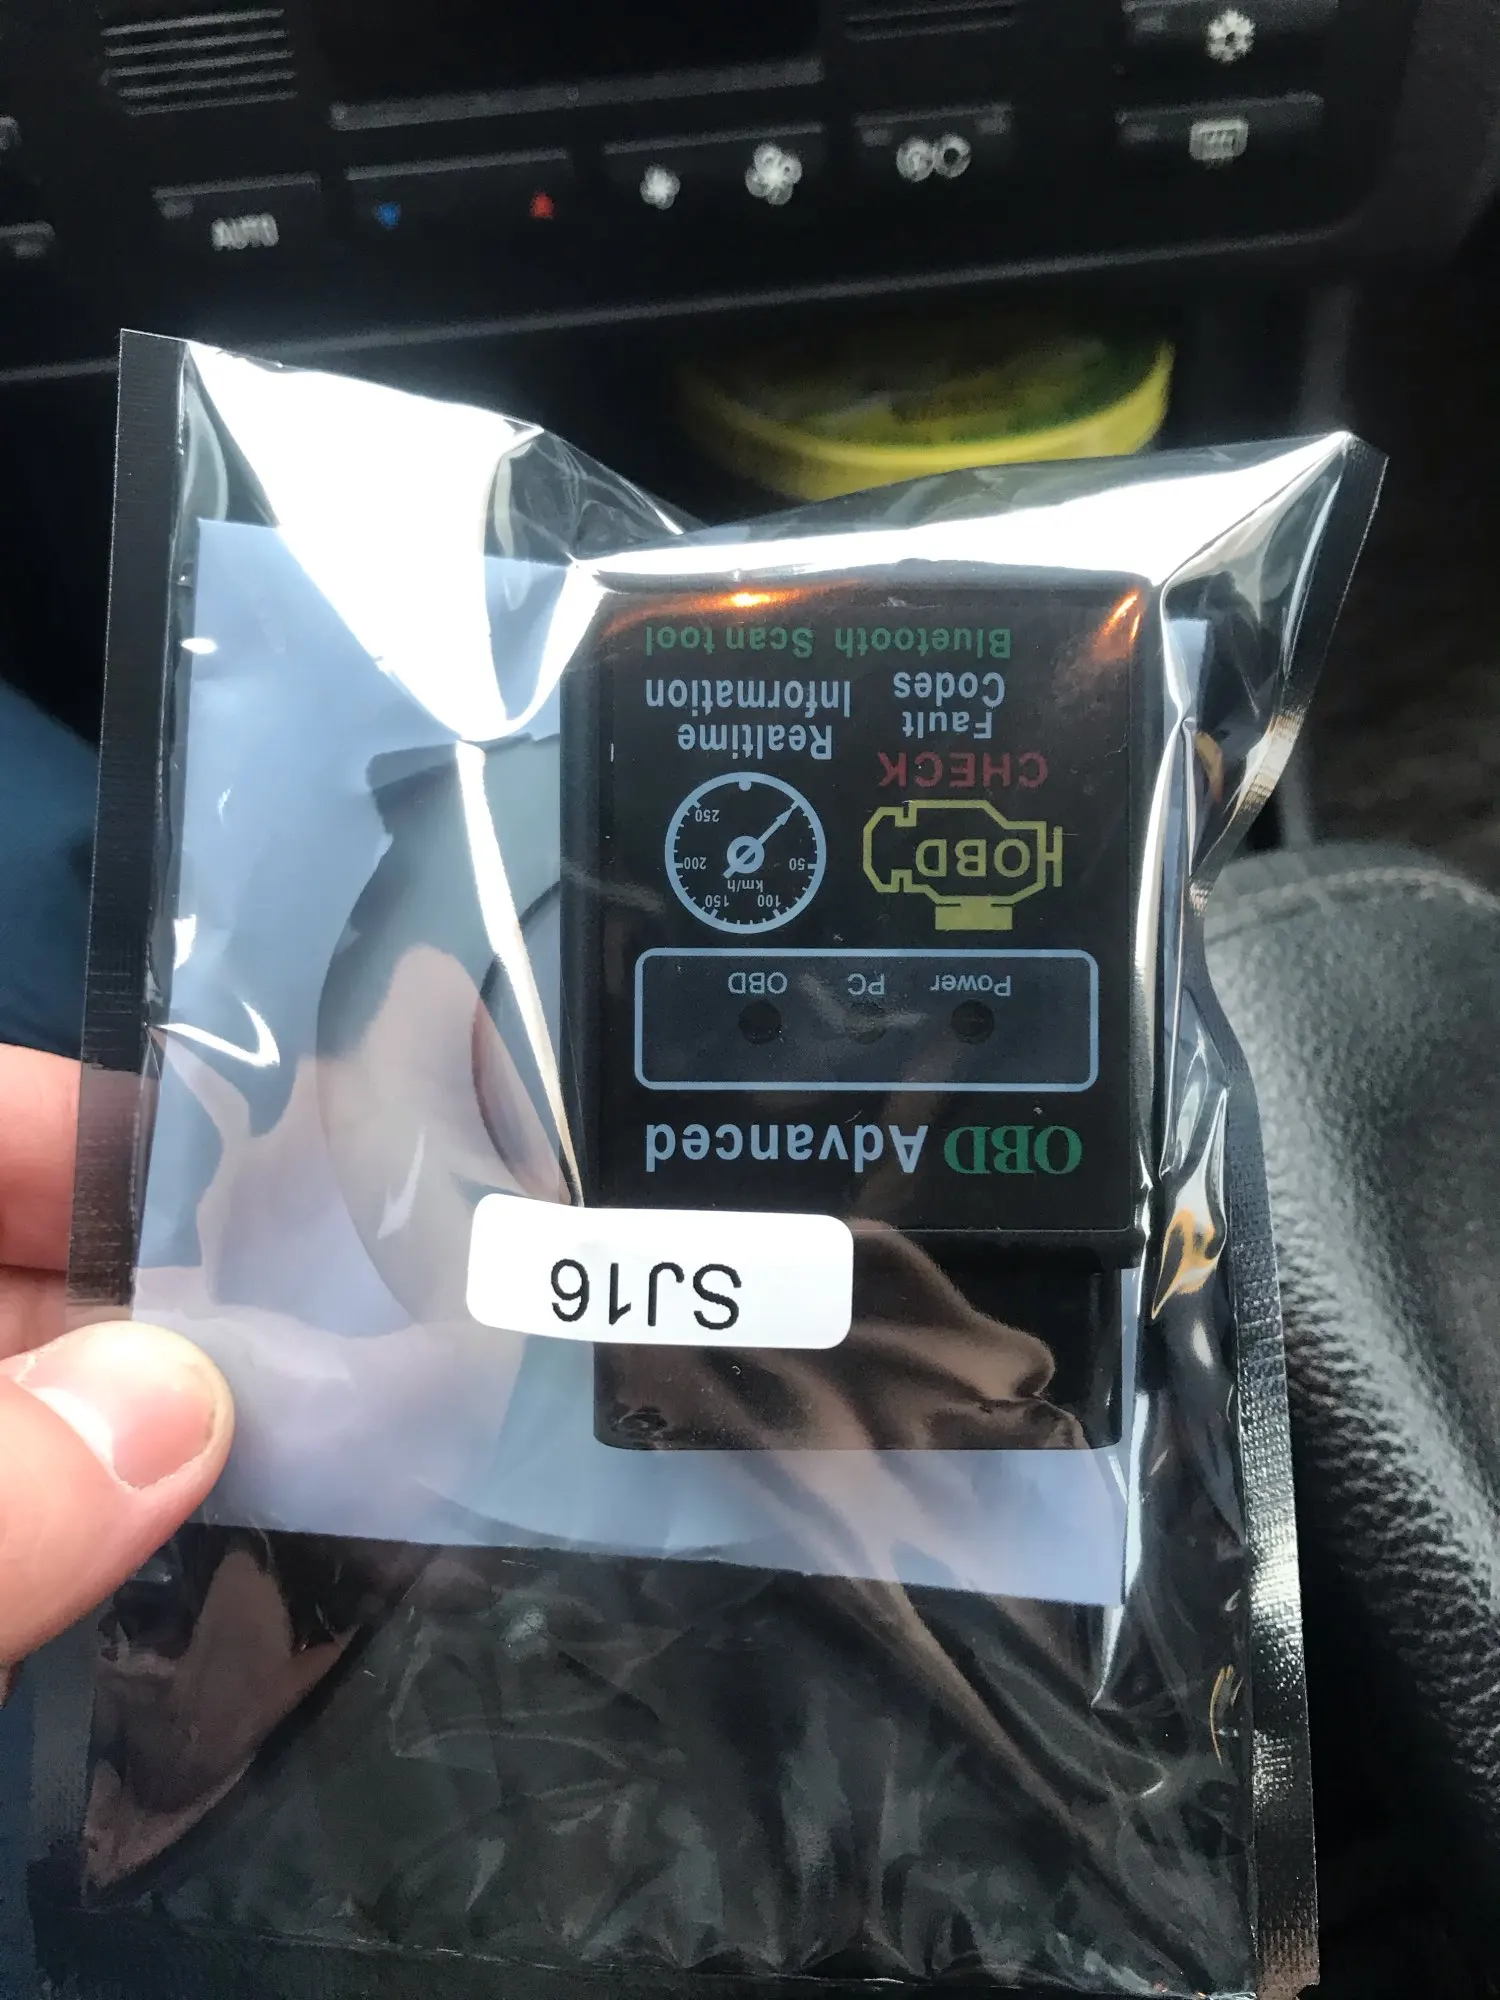 AUTO
SJ16
OBD Advanced
Power PC OBD
OBD
50 100 150 200 250
km/h
CHECK
Fault
Codes
Realtime
Information
Bluetooth Scan tool